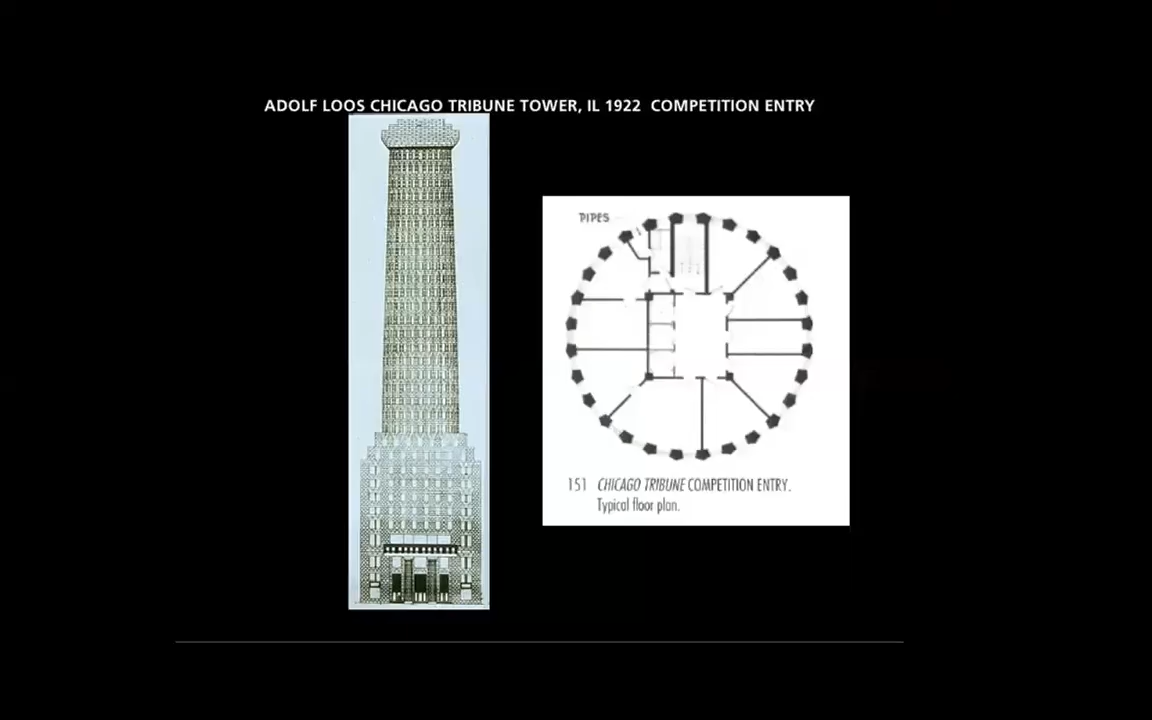 ADOLF LOOS CHICAGO TRIBUNE TOWER, IL 1922 COMPETITION ENTRY
PIPES
151 CHICAGO TRIBUNE COMPETITION ENTRY.
Typical floor plan.